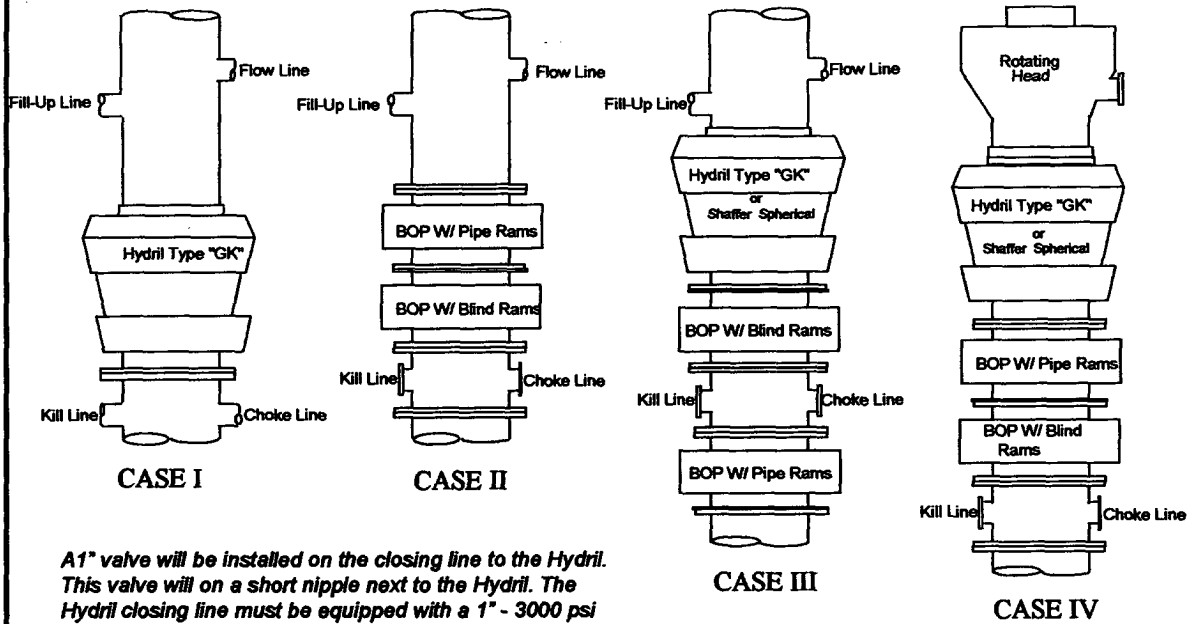 Flow Line
Fill-Up Line
Hydril Type "GK"
Kill Line
Choke Line
CASE I
Flow Line
Fill-Up Line
BOP W/ Pipe Rams
BOP W/ Blind Rams
Kill Line
Choke Line
CASE II
Flow Line
Fill-Up Line
Hydril Type "GK"
or
Shaffer Spherical
BOP W/ Blind Rams
Kill Line
Choke Line
BOP W/ Pipe Rams
CASE III
Rotating
Head
Hydril Type "GK"
or
Shaffer Spherical
BOP W/ Pipe Rams
BOP W/ Blind
Rams
Kill Line
Choke Line
CASE IV
A1" valve will be installed on the closing line to the Hydril.
This valve will on a short nipple next to the Hydril. The
Hydril closing line must be equipped with a 1" - 3000 psi